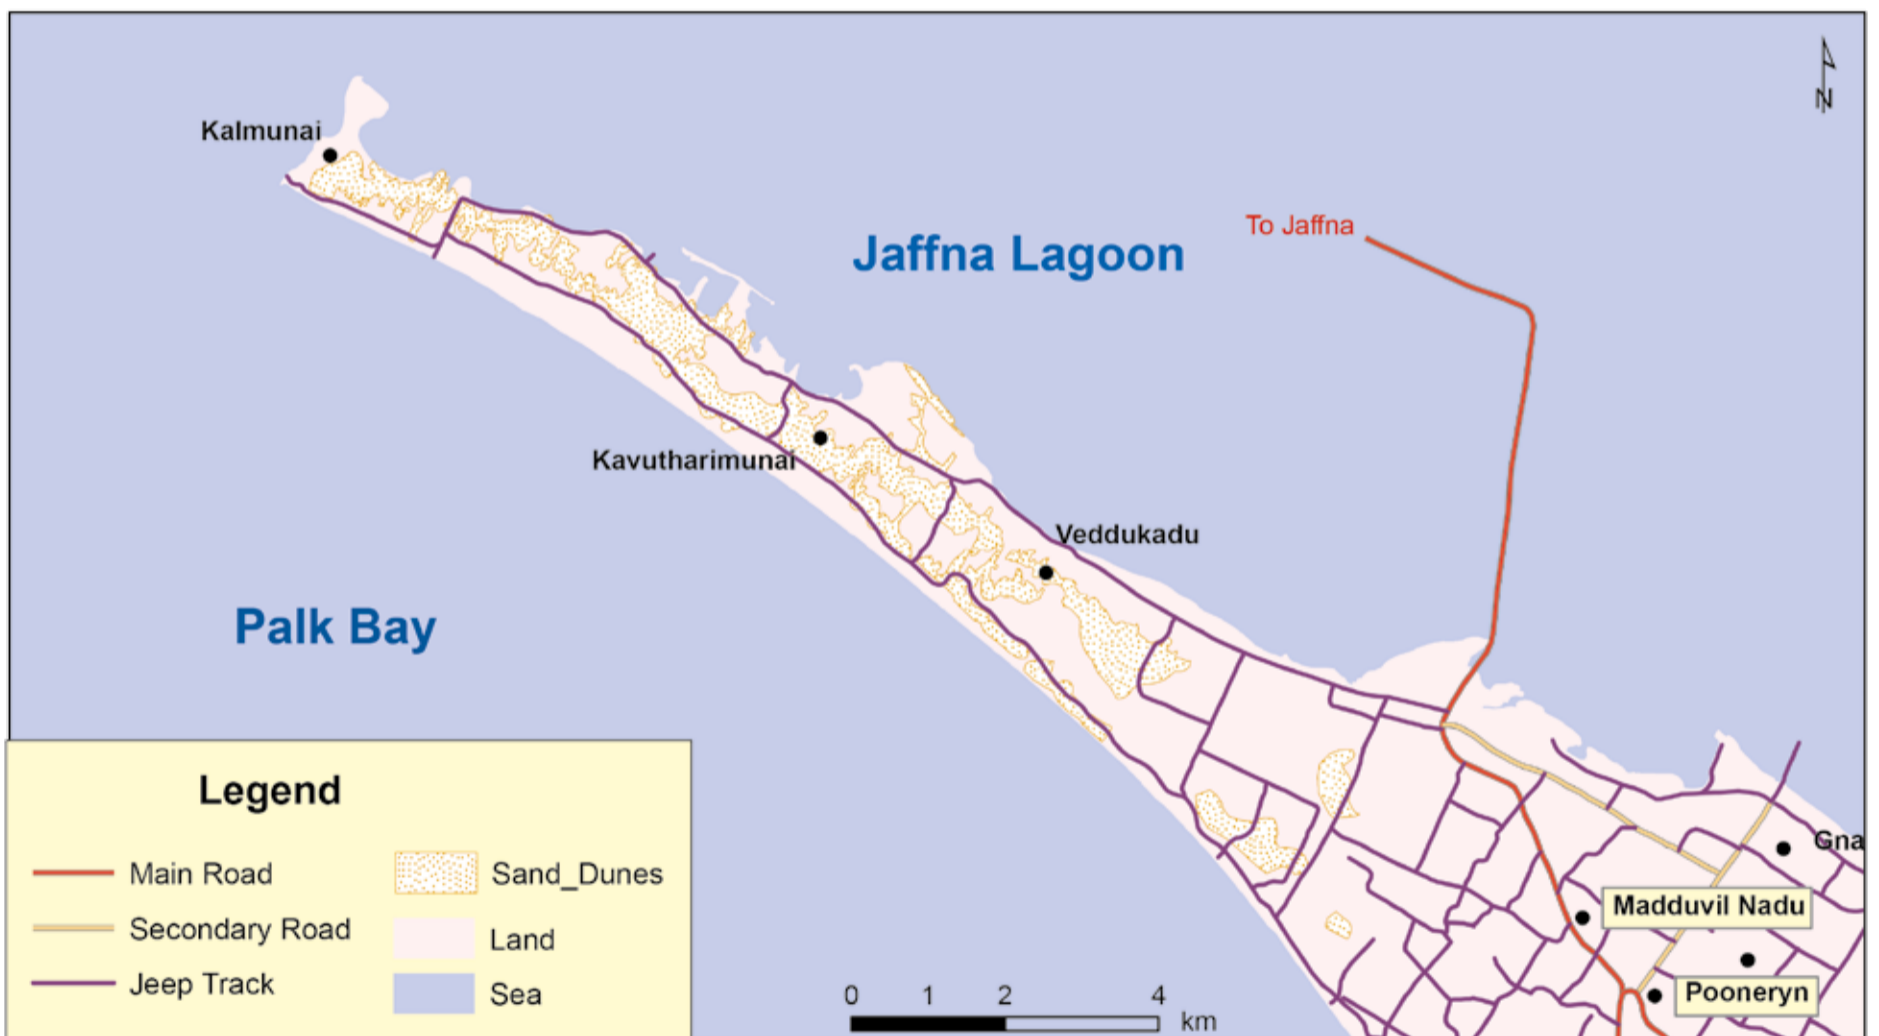 Kalmunai
N
To Jaffna
Jaffna Lagoon
Kavutharimunai
Veddukadu
Palk Bay
Legend
Main Road
Sand_Dunes
Secondary Road
Land
Jeep Track
Sea
0 1 2 4
km
Gna
Madduvil Nadu
Pooneryn